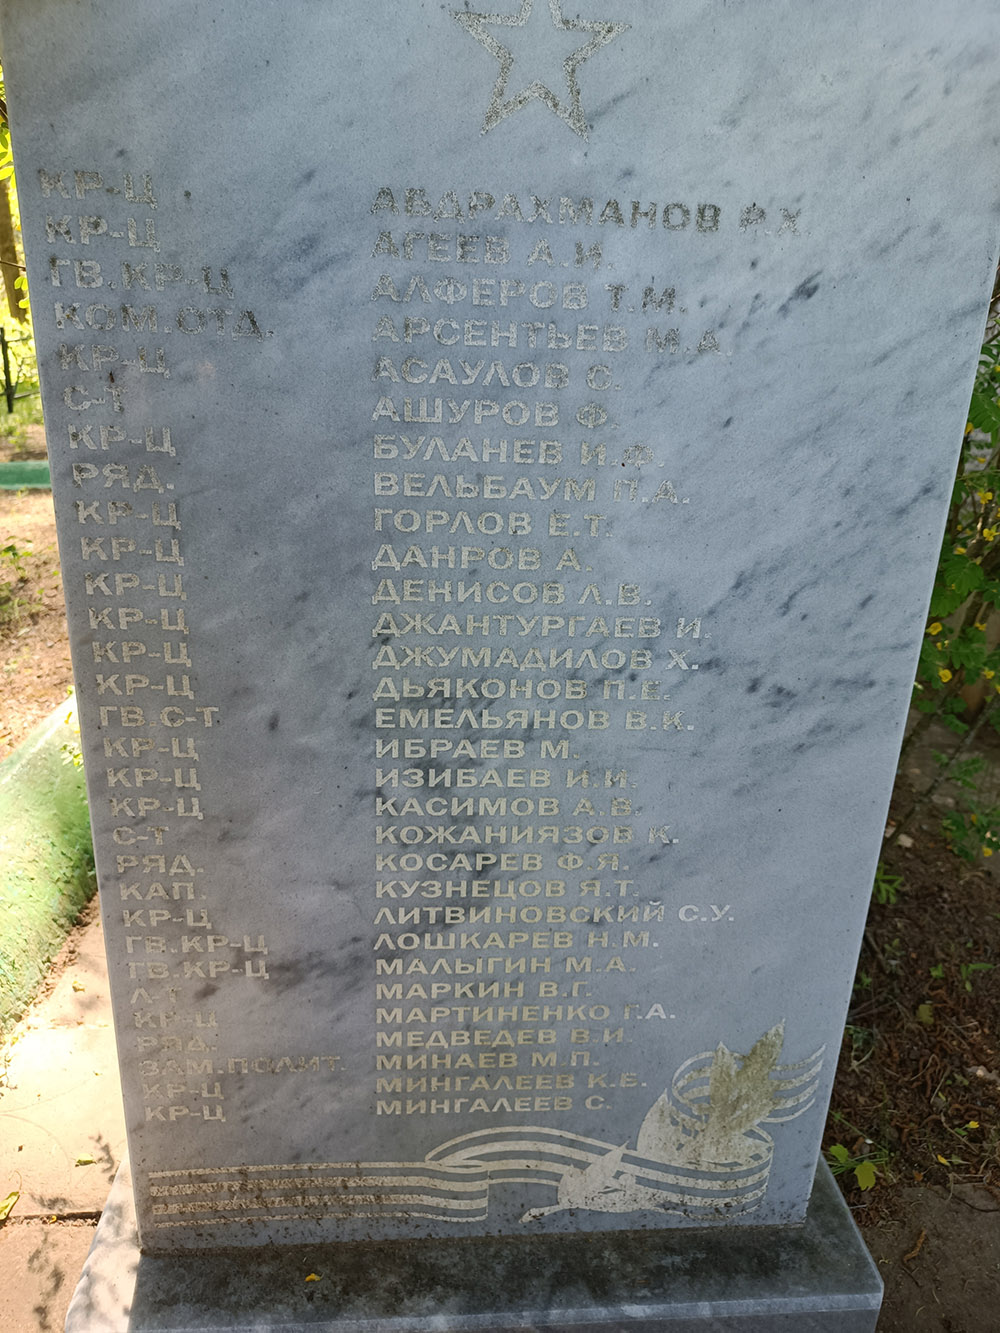 КР-Ц АБДРАХМАНОВ Р.Х.
КР-Ц АГЕЕВ А.И.
ГВ.КР-Ц АЛФЕРОВ Т.М.
КОМ.ОТД. АРСЕНТЬЕВ М.А.
КР-Ц АСАУЛОВ С.
С-Т АШУРОВ Ф.
КР-Ц БУЛАНЕВ И.Ф.
РЯД. ВЕЛЬБАУМ П.А.
КР-Ц ГОРЛОВ Е.Т.
КР-Ц ДАНРОВ А.
КР-Ц ДЕНИСОВ Л.В.
КР-Ц ДЖАНТУРГАЕВ И.
КР-Ц ДЖУМАДИЛОВ Х.
КР-Ц ДЬЯКОНОВ П.Е.
ГВ.С-Т ЕМЕЛЬЯНОВ В.К.
КР-Ц ИБРАЕВ М.
КР-Ц ИЗИБАЕВ И.И.
КР-Ц КАСИМОВ А.В.
С-Т КОЖАНИЯЗОВ К.
РЯД. КОСАРЕВ Ф.Я.
КАП. КУЗНЕЦОВ Я.Т.
КР-Ц ЛИТВИНОВСКИЙ С.У.
ГВ.КР-Ц ЛОШКАРЕВ Н.М.
ГВ.КР-Ц МАЛЫГИН М.А.
Л-Т МАРКИН В.Г.
КР-Ц МАРТИНЕНКО Г.А.
РЯД. МЕДВЕДЕВ В.И.
ЗАМ.ПОЛИТ. МИНАЕВ М.П.
КР-Ц МИНГАЛЕЕВ К.Е.
КР-Ц МИНГАЛЕЕВ С.